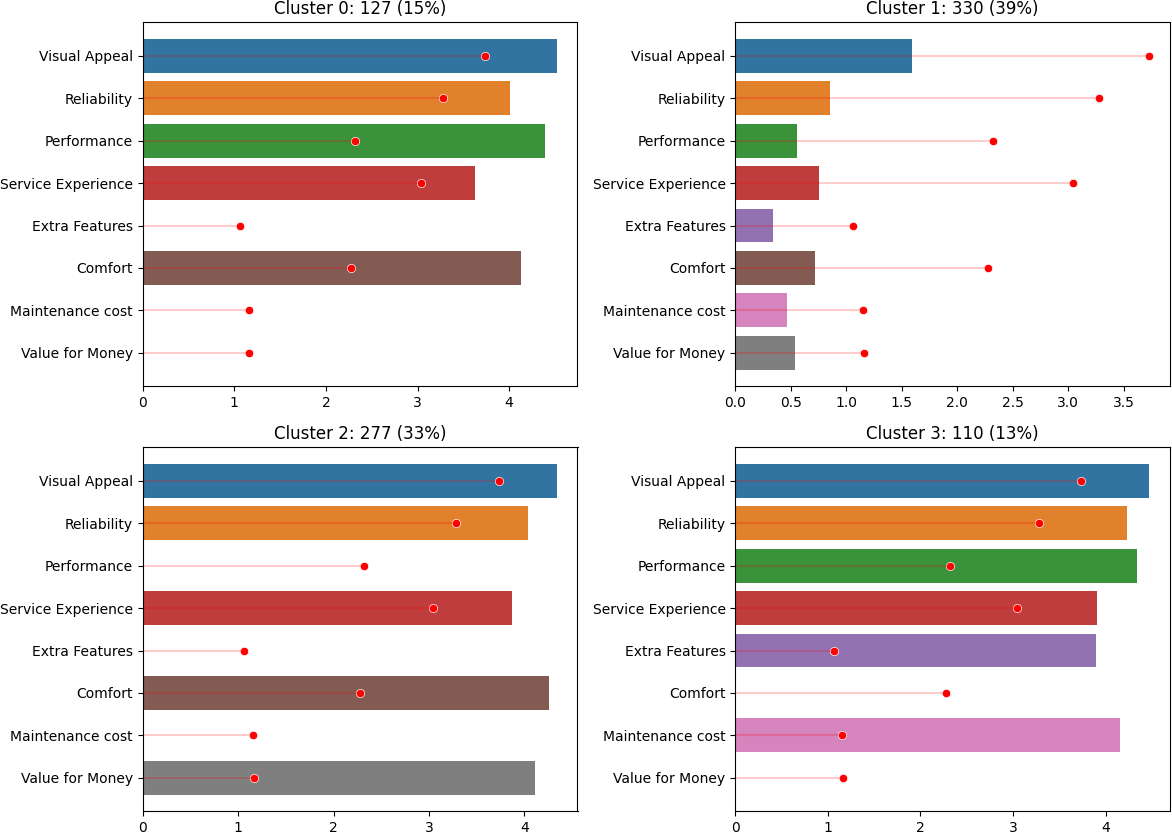 Cluster 0: 127 (15%)
Visual Appeal
Reliability
Performance
Service Experience
Extra Features
Comfort
Maintenance cost
Value for Money
0 1 2 3 4
Cluster 1: 330 (39%)
Visual Appeal
Reliability
Performance
Service Experience
Extra Features
Comfort
Maintenance cost
Value for Money
0.0 0.5 1.0 1.5 2.0 2.5 3.0 3.5
Cluster 2: 277 (33%)
Visual Appeal
Reliability
Performance
Service Experience
Extra Features
Comfort
Maintenance cost
Value for Money
0 1 2 3 4
Cluster 3: 110 (13%)
Visual Appeal
Reliability
Performance
Service Experience
Extra Features
Comfort
Maintenance cost
Value for Money
0 1 2 3 4